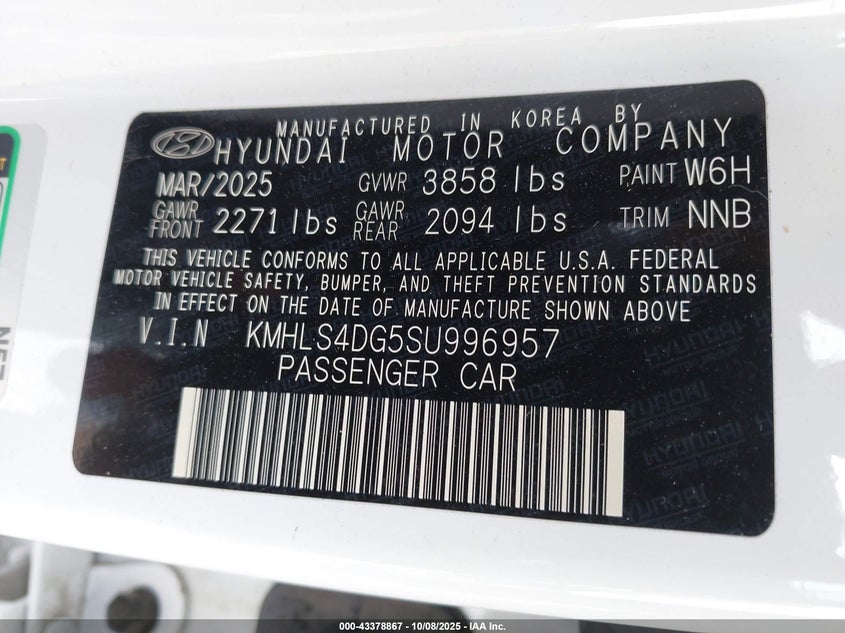 MANUFACTURED IN KOREA BY
HYUNDAI MOTOR COMPANY
MAR/2025 GVWR 3858 lbs PAINT W6H
GAWR FRONT 2271 lbs GAWR REAR 2094 lbs TRIM NNB
THIS VEHICLE CONFORMS TO ALL APPLICABLE U.S.A. FEDERAL
MOTOR VEHICLE SAFETY, BUMPER, AND THEFT PREVENTION STANDARDS
IN EFFECT ON THE DATE OF MANUFACTURE SHOWN ABOVE
V.I.N KMHLS4DG5SU996957
PASSENGER CAR
000-43378867 - 10/08/2025 - IAA Inc.